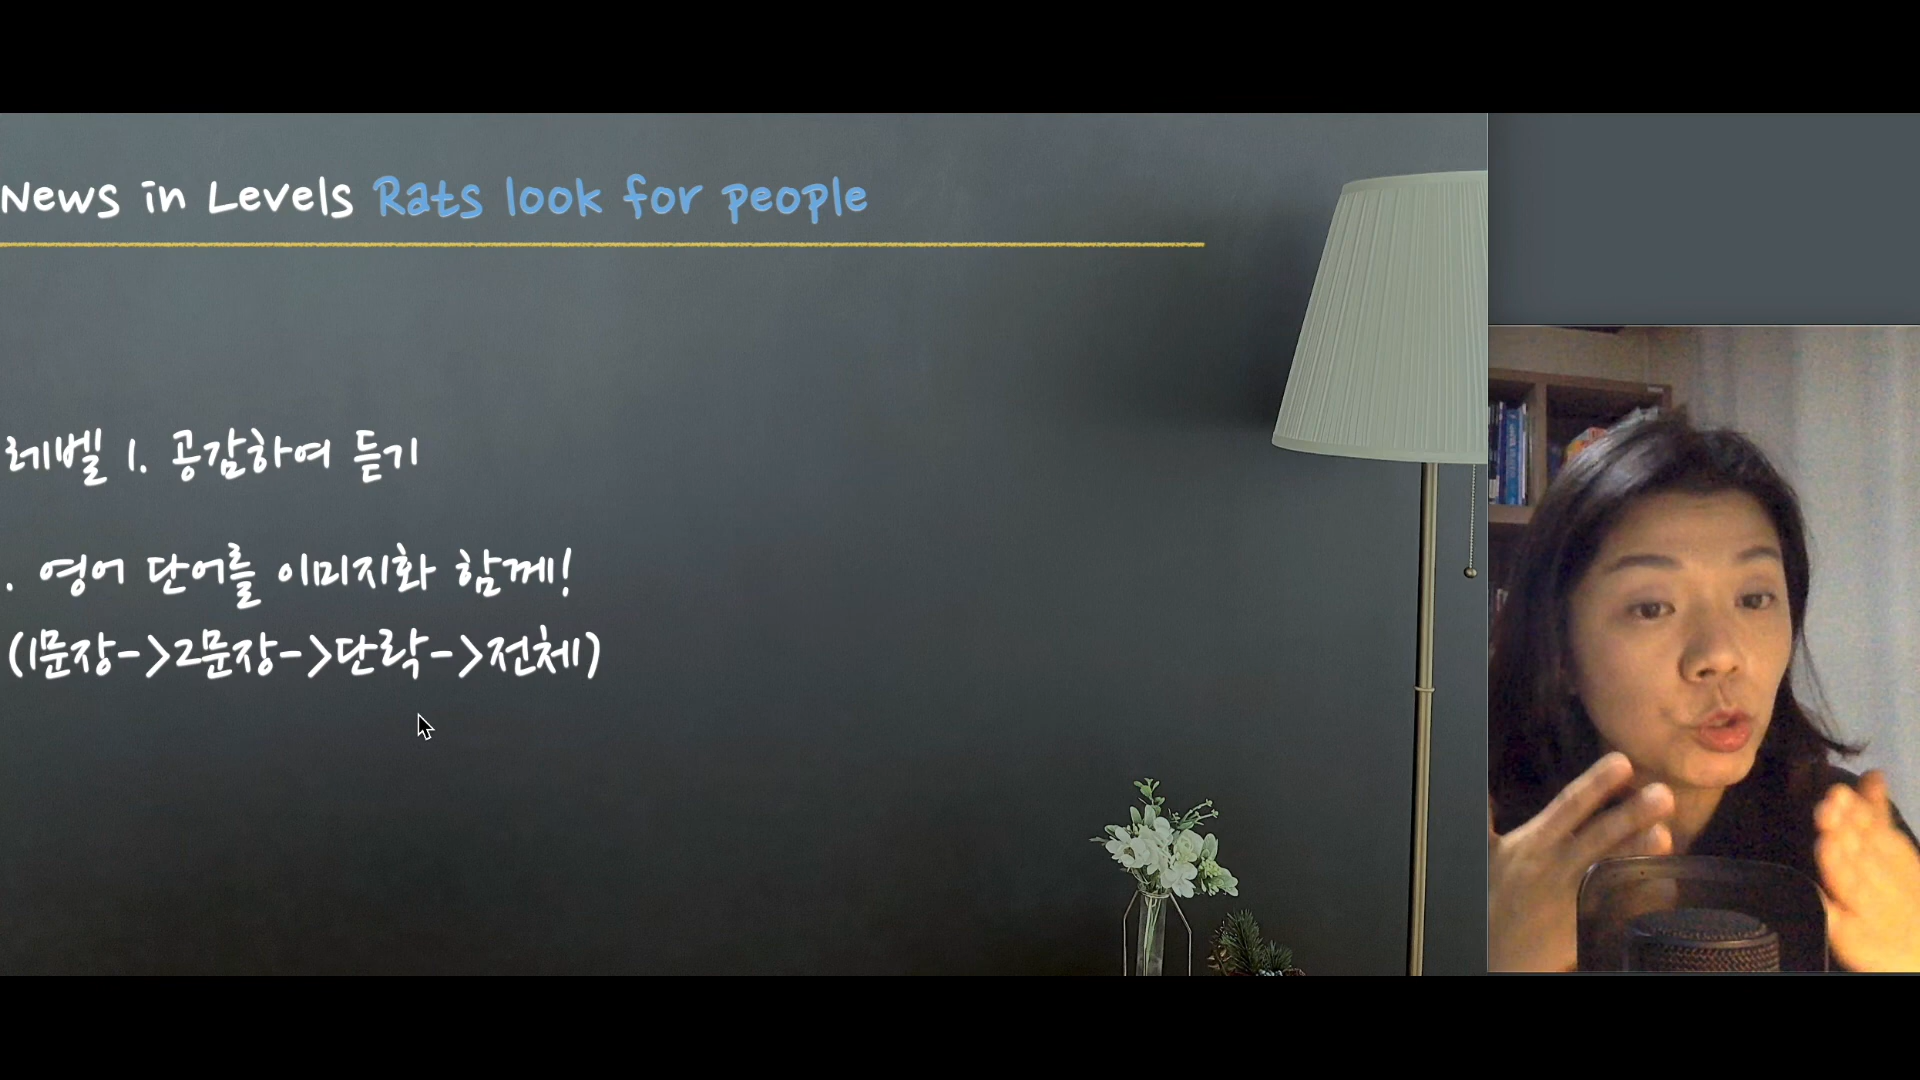 News in Levels Rats look for people
레벨 1. 공감하여 듣기
. 영어 단어를 이미지화 함께!
(1문장->2문장->단락->전체)